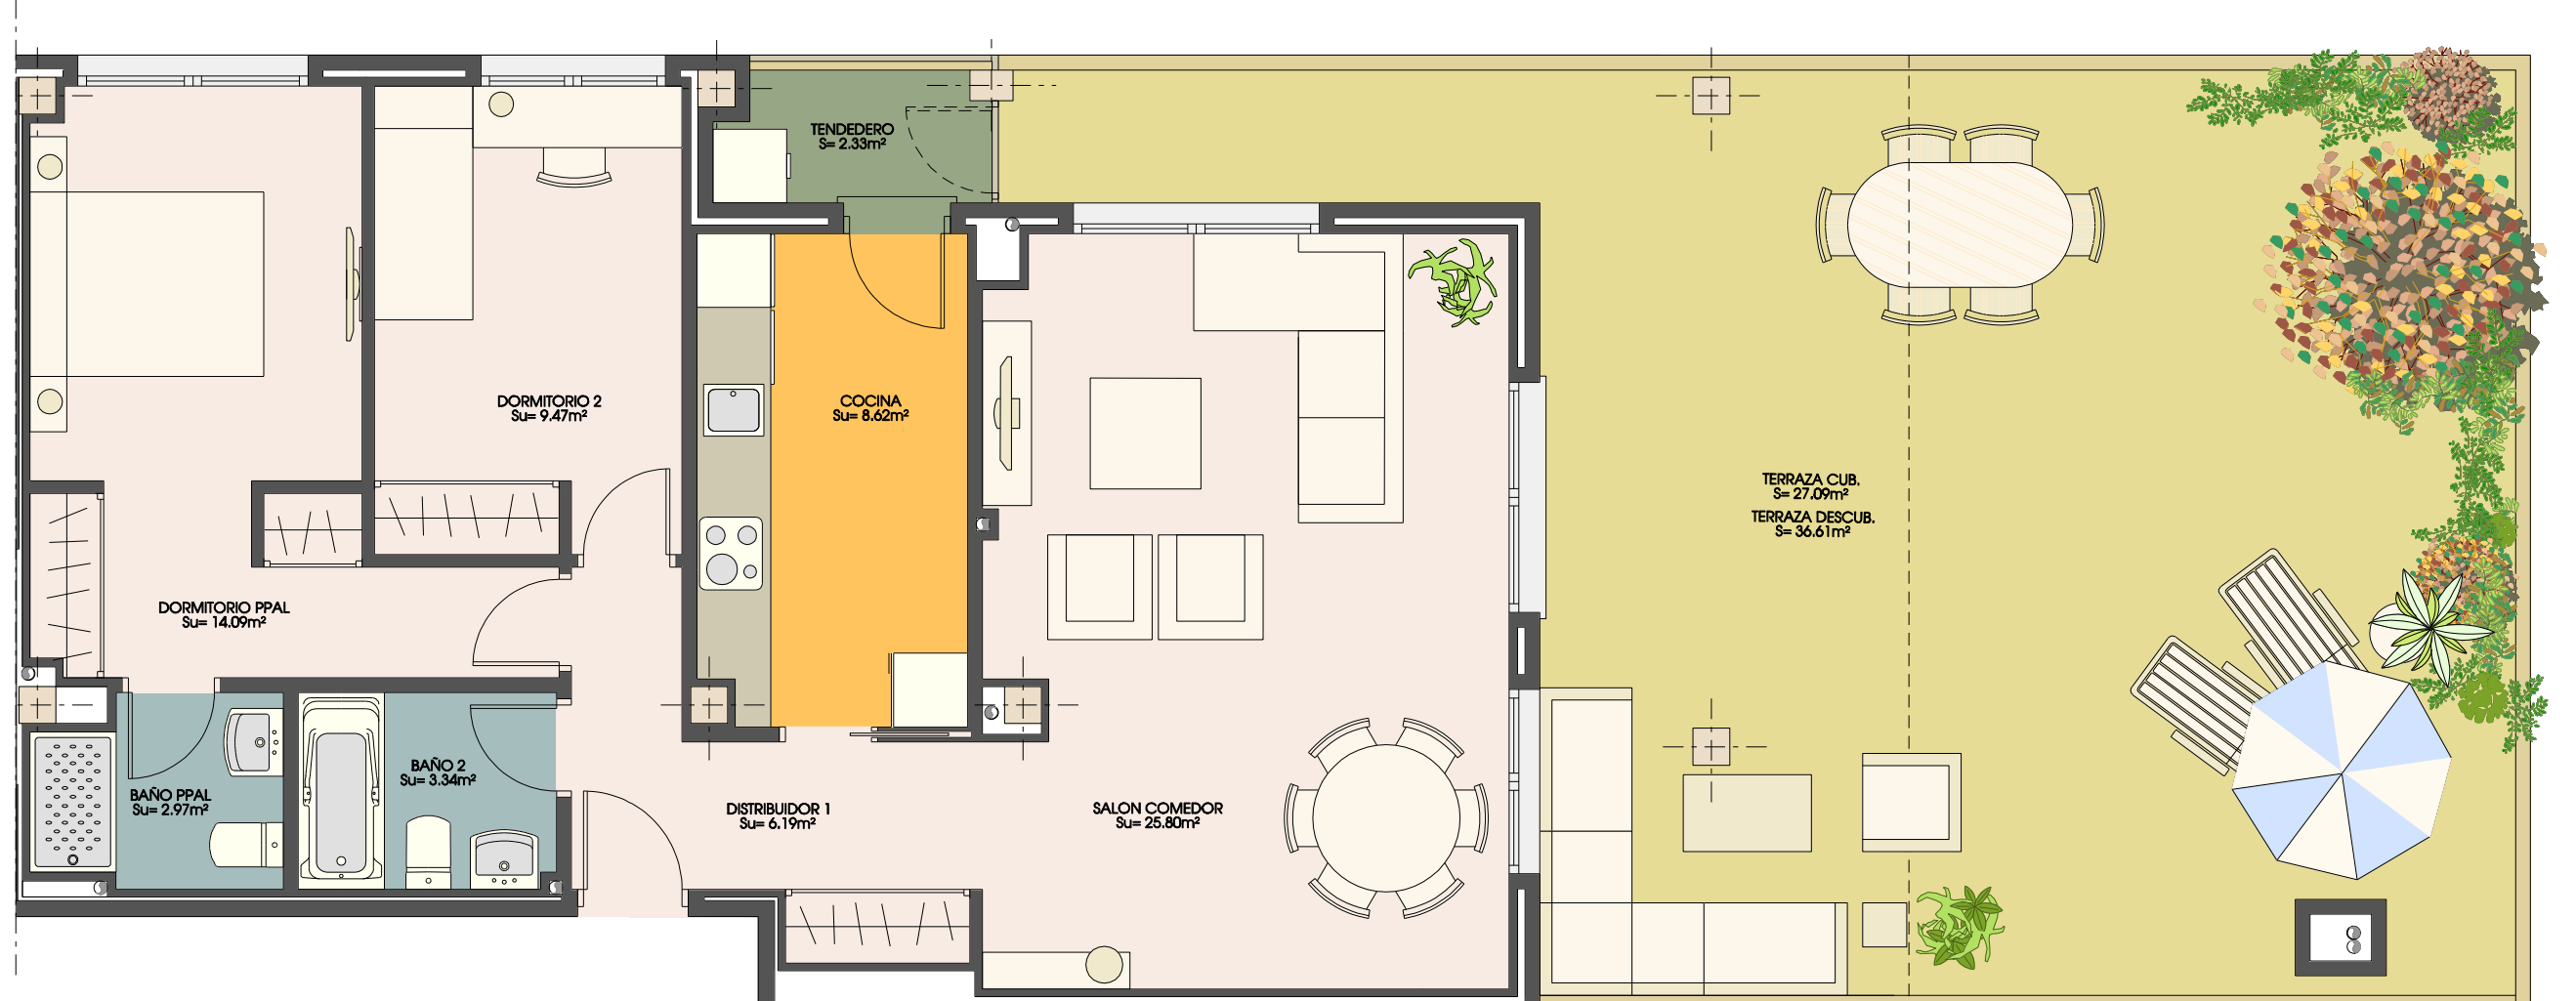 TENDEDERO
S= 2.33m²
DORMITORIO 2
Su= 9.47m²
COCINA
Su= 8.62m²
TERRAZA CUB.
S= 27.09m²
TERRAZA DESCUB.
S= 36.61m²
DORMITORIO PPAL
Su= 14.09m²
BAÑO PPAL
Su= 2.97m²
BAÑO 2
Su= 3.34m²
DISTRIBUIDOR 1
Su= 6.19m²
SALON COMEDOR
Su= 25.80m²